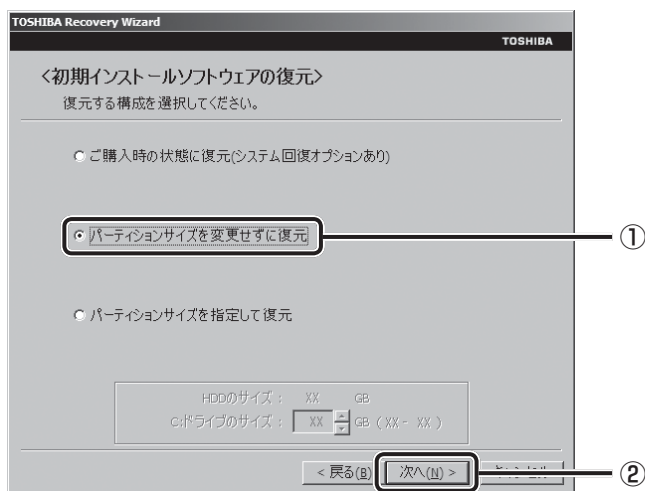 TOSHIBA Recovery Wizard
TOSHIBA
<初期インストールソフトウェアの復元>
復元する構成を選択してください。
ご購入時の状態に復元(システム回復オプションあり)
パーティションサイズを変更せずに復元
①
パーティションサイズを指定して復元
HDDのサイズ： XX GB
C:ドライブのサイズ： XX GB ( XX - XX )
< 戻る(B) 次へ(N) >
②